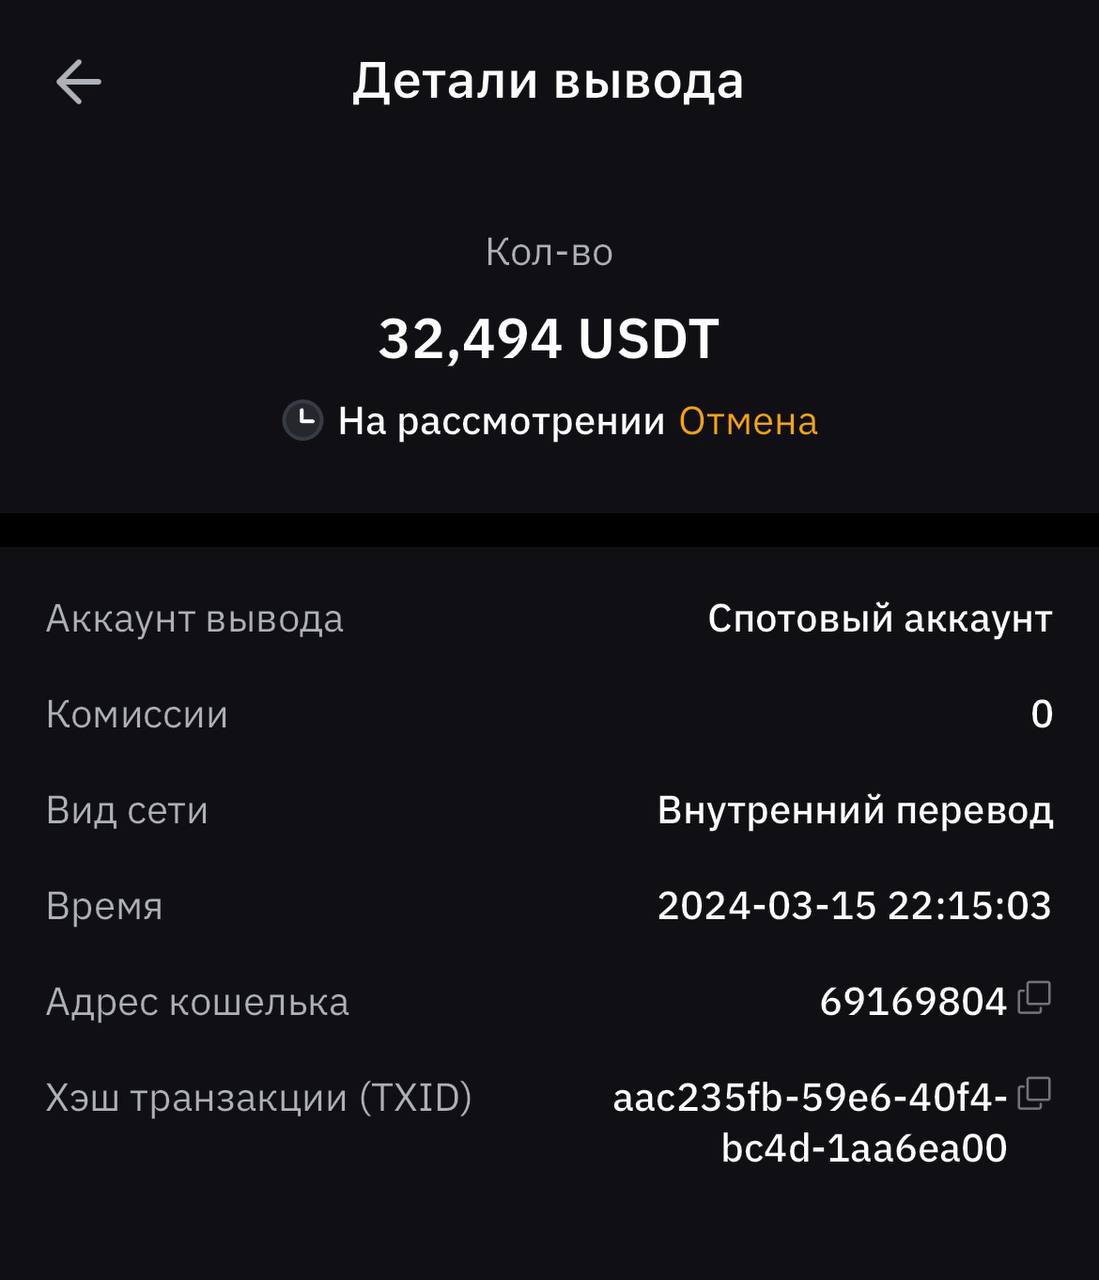 Детали вывода
Кол-во
32,494 USDT
На рассмотрении Отмена
Аккаунт вывода Спотовый аккаунт
Комиссии 0
Вид сети Внутренний перевод
Время 2024-03-15 22:15:03
Адрес кошелька 69169804
Хэш транзакции (TXID) aac235fb-59e6-40f4-
bc4d-1aa6ea00